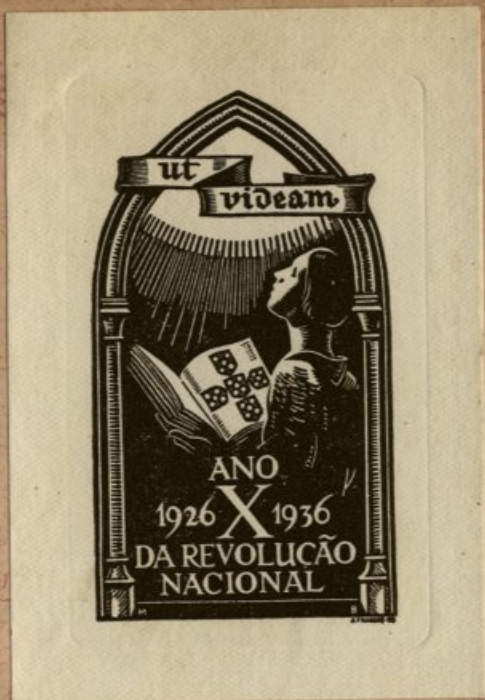 ut
videam
ANO
1926 X 1936
DA REVOLUÇÃO
NACIONAL
M B